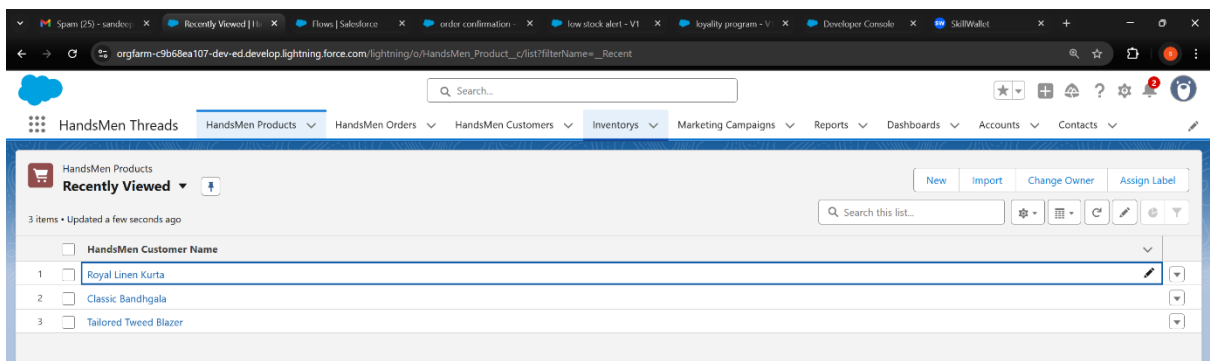 Spam (25) - sandeep
Recently Viewed | Ha
Flows | Salesforce
order confirmation -
low stock alert - V1
loyality program - V
Developer Console
SkillWallet
orgfarm-c9b68ea107-dev-ed.develop.lightning.force.com/lightning/o/HandsMen_Product__c/list?filterName=__Recent
Search...
2
HandsMen Threads
HandsMen Products
HandsMen Orders
HandsMen Customers
Inventorys
Marketing Campaigns
Reports
Dashboards
Accounts
Contacts
HandsMen Products
Recently Viewed
New
Import
Change Owner
Assign Label
3 items • Updated a few seconds ago
Search this list...
HandsMen Customer Name
1 Royal Linen Kurta
2 Classic Bandhgala
3 Tailored Tweed Blazer